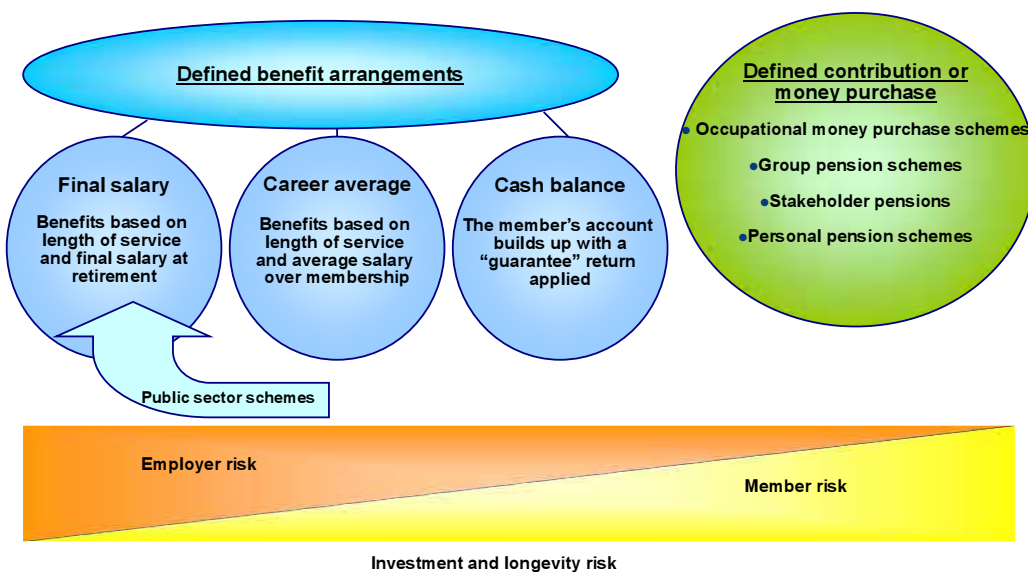 Defined benefit arrangements
Defined contribution or
money purchase
• Occupational money purchase schemes
•Group pension schemes
•Stakeholder pensions
•Personal pension schemes
Final salary
Benefits based on
length of service
and final salary at
retirement
Career average
Benefits based on
length of service
and average salary
over membership
Cash balance
The member’s account
builds up with a
“guarantee” return
applied
Public sector schemes
Employer risk
Member risk
Investment and longevity risk